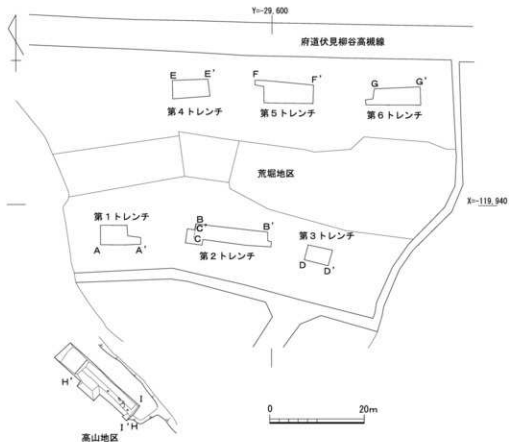 Y=-29,600
府道伏見柳谷高槻線
E E' F F' G G'
第4トレンチ 第5トレンチ 第6トレンチ
荒堀地区
X=-119,940
第1トレンチ
B
C' B'
A A' C
第2トレンチ
第3トレンチ
D D'
H' I
I' H
高山地区
0 20m